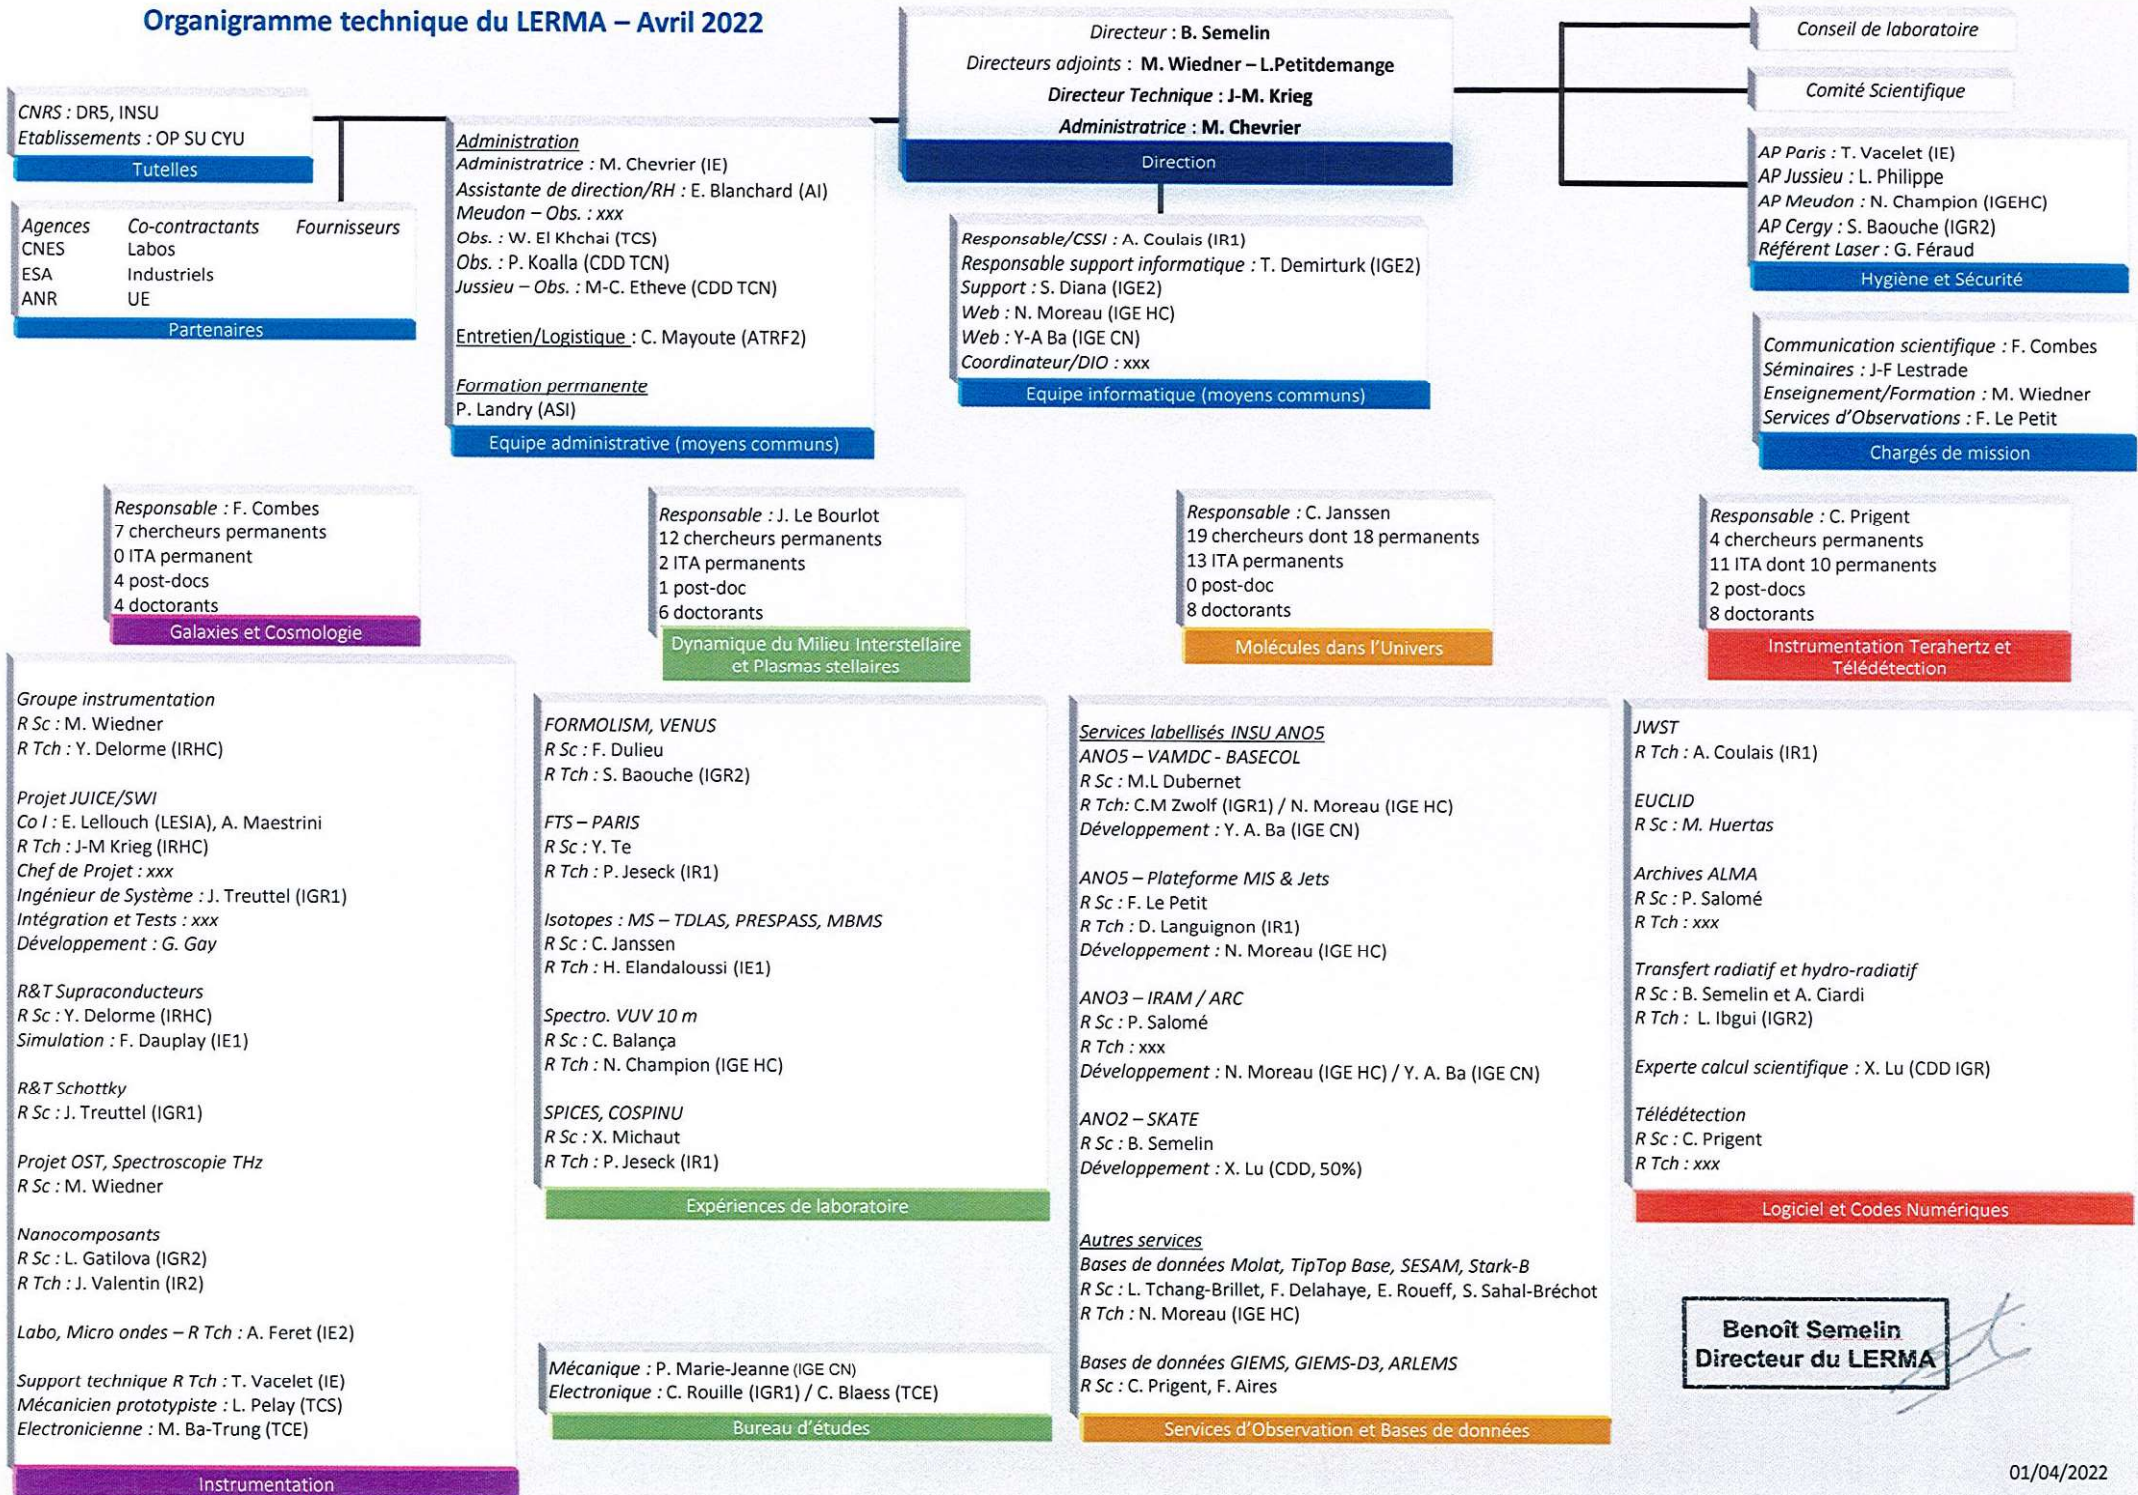 Organigramme technique du LERMA – Avril 2022
Directeur : B. Semelin
Directeurs adjoints : M. Wiedner – L.Petitdemange
Directeur Technique : J-M. Krieg
Administratrice : M. Chevrier
Direction
Conseil de laboratoire
Comité Scientifique
CNRS : DR5, INSU
Etablissements : OP SU CYU
Tutelles
Agences Co-contractants Fournisseurs
CNES Labos
ESA Industriels
ANR UE
Partenaires
Administration
Administratrice : M. Chevrier (IE)
Assistante de direction/RH : E. Blanchard (AI)
Meudon – Obs. : xxx
Obs. : W. El Khchai (TCS)
Obs. : P. Koalla (CDD TCN)
Jussieu – Obs. : M-C. Etheve (CDD TCN)
Entretien/Logistique : C. Mayoute (ATRF2)
Formation permanente
P. Landry (ASI)
Equipe administrative (moyens communs)
Responsable/CSSI : A. Coulais (IR1)
Responsable support informatique : T. Demirturk (IGE2)
Support : S. Diana (IGE2)
Web : N. Moreau (IGE HC)
Web : Y-A Ba (IGE CN)
Coordinateur/DIO : xxx
Equipe informatique (moyens communs)
AP Paris : T. Vacelet (IE)
AP Jussieu : L. Philippe
AP Meudon : N. Champion (IGEHC)
AP Cergy : S. Baouche (IGR2)
Référent Laser : G. Féraud
Hygiène et Sécurité
Communication scientifique : F. Combes
Séminaires : J-F Lestrade
Enseignement/Formation : M. Wiedner
Services d'Observations : F. Le Petit
Chargés de mission
Responsable : F. Combes
7 chercheurs permanents
0 ITA permanent
4 post-docs
4 doctorants
Galaxies et Cosmologie
Responsable : J. Le Bourlot
12 chercheurs permanents
2 ITA permanents
1 post-doc
6 doctorants
Dynamique du Milieu Interstellaire
et Plasmas stellaires
Responsable : C. Janssen
19 chercheurs dont 18 permanents
13 ITA permanents
0 post-doc
8 doctorants
Molécules dans l'Univers
Responsable : C. Prigent
4 chercheurs permanents
11 ITA dont 10 permanents
2 post-docs
8 doctorants
Instrumentation Terahertz et
Télédétection
Groupe instrumentation
R Sc : M. Wiedner
R Tch : Y. Delorme (IRHC)
Projet JUICE/SWI
Co I : E. Lellouch (LESIA), A. Maestrini
R Tch : J-M Krieg (IRHC)
Chef de Projet : xxx
Ingénieur de Système : J. Treuttel (IGR1)
Intégration et Tests : xxx
Développement : G. Gay
R&T Supraconducteurs
R Sc : Y. Delorme (IRHC)
Simulation : F. Dauplay (IE1)
R&T Schottky
R Sc : J. Treuttel (IGR1)
Projet OST, Spectroscopie THz
R Sc : M. Wiedner
Nanocomposants
R Sc : L. Gatilova (IGR2)
R Tch : J. Valentin (IR2)
Labo, Micro ondes – R Tch : A. Feret (IE2)
Support technique R Tch : T. Vacelet (IE)
Mécanicien prototypiste : L. Pelay (TCS)
Electronicienne : M. Ba-Trung (TCE)
Instrumentation
FORMOLISM, VENUS
R Sc : F. Dulieu
R Tch : S. Baouche (IGR2)
FTS – PARIS
R Sc : Y. Te
R Tch : P. Jeseck (IR1)
Isotopes : MS – TDLAS, PRESPASS, MBMS
R Sc : C. Janssen
R Tch : H. Elandaloussi (IE1)
Spectro. VUV 10 m
R Sc : C. Balança
R Tch : N. Champion (IGE HC)
SPICES, COSPINU
R Sc : X. Michaut
R Tch : P. Jeseck (IR1)
Expériences de laboratoire
Mécanique : P. Marie-Jeanne (IGE CN)
Electronique : C. Rouille (IGR1) / C. Blaess (TCE)
Bureau d'études
Services labellisés INSU ANO5
ANO5 – VAMDC - BASECOL
R Sc : M.L Dubernet
R Tch: C.M Zwolf (IGR1) / N. Moreau (IGE HC)
Développement : Y. A. Ba (IGE CN)
ANO5 – Plateforme MIS & Jets
R Sc : F. Le Petit
R Tch : D. Languignon (IR1)
Développement : N. Moreau (IGE HC)
ANO3 – IRAM / ARC
R Sc : P. Salomé
R Tch : xxx
Développement : N. Moreau (IGE HC) / Y. A. Ba (IGE CN)
ANO2 – SKATE
R Sc : B. Semelin
Développement : X. Lu (CDD, 50%)
Autres services
Bases de données Molat, TipTop Base, SESAM, Stark-B
R Sc : L. Tchang-Brillet, F. Delahaye, E. Roueff, S. Sahal-Bréchot
R Tch : N. Moreau (IGE HC)
Bases de données GIEMS, GIEMS-D3, ARLEMS
R Sc : C. Prigent, F. Aires
Services d'Observation et Bases de données
JWST
R Tch : A. Coulais (IR1)
EUCLID
R Sc : M. Huertas
Archives ALMA
R Sc : P. Salomé
R Tch : xxx
Transfert radiatif et hydro-radiatif
R Sc : B. Semelin et A. Ciardi
R Tch : L. Ibgui (IGR2)
Experte calcul scientifique : X. Lu (CDD IGR)
Télédétection
R Sc : C. Prigent
R Tch : xxx
Logiciel et Codes Numériques
Benoît Semelin
Directeur du LERMA
01/04/2022